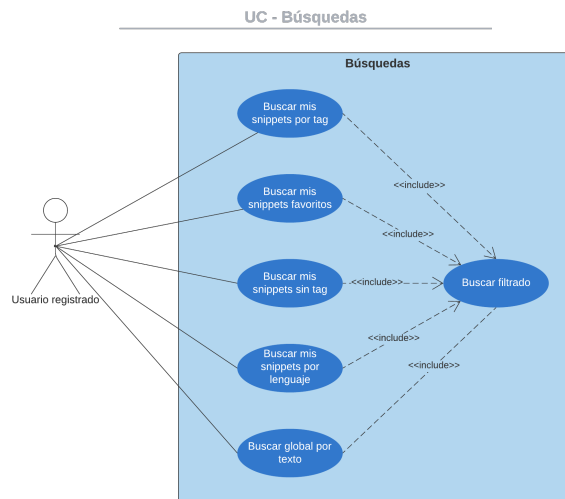 UC - Búsquedas
Búsquedas
Buscar mis
snippets por tag
<<include>>
Buscar mis
snippets favoritos
<<include>>
Buscar mis
snippets sin tag
<<include>>
Buscar filtrado
Usuario registrado
Buscar mis
snippets por
lenguaje
<<include>>
<<include>>
Buscar global por
texto